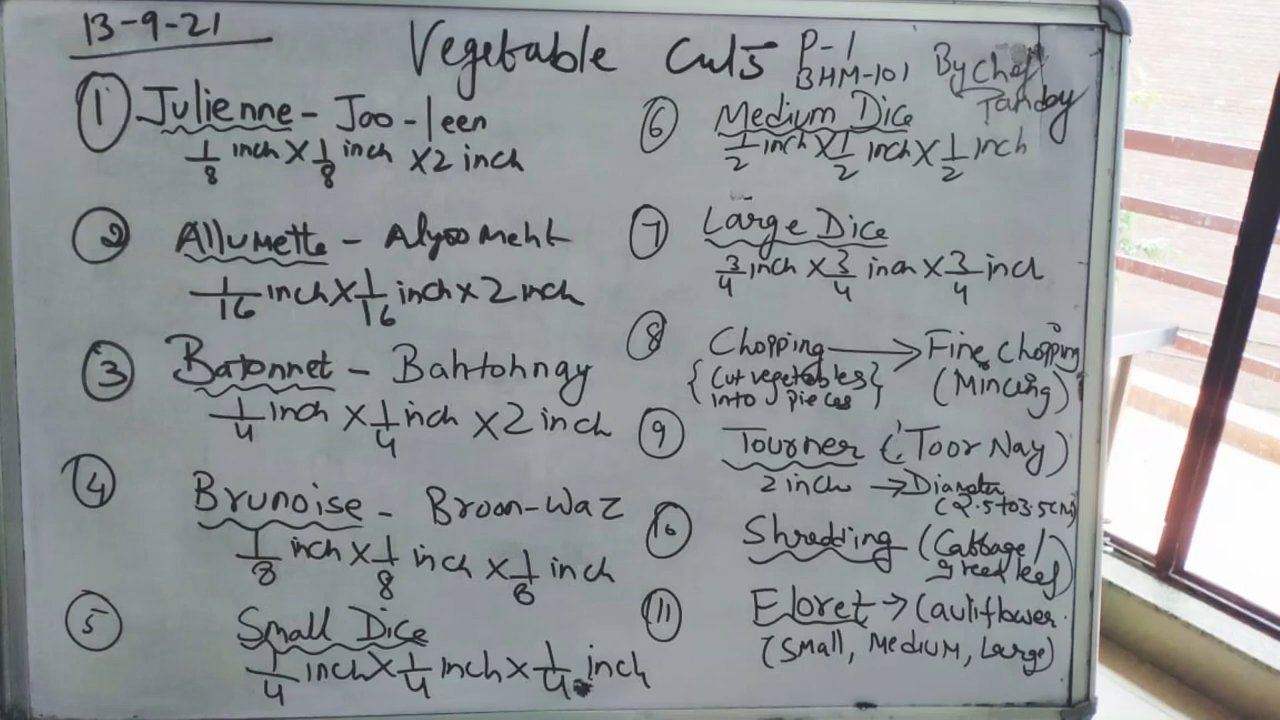 13-9-21
Vegetable Cuts P-1
BHM-101
By Chef
Pandey
① Julienne - Joo-leen
1/8 inch X 1/8 inch X 2 inch
② Allumette - Alyoo meht
1/16 inch X 1/16 inch X 2 inch
③ Batonnet - Bahtohnay
1/4 inch X 1/4 inch X 2 inch
④ Brunoise - Broon-waz
1/8 inch X 1/8 inch X 1/8 inch
⑤ Small Dice
1/4 inch X 1/4 inch X 1/4 inch
⑥ Medium Dice
1/2 inch X 1/2 inch X 1/2 inch
⑦ Large Dice
3/4 inch X 3/4 inch X 3/4 inch
⑧ Chopping → Fine Chopping
{Cut vegetables
into pieces}
(Mincing)
⑨ Tourner (Toor Nay)
2 inch → Diameter
(2.5 to 3.5 cm)
⑩ Shredding (Cabbage/
green leaf)
⑪ Floret → Cauliflower.
(Small, Medium, Large)